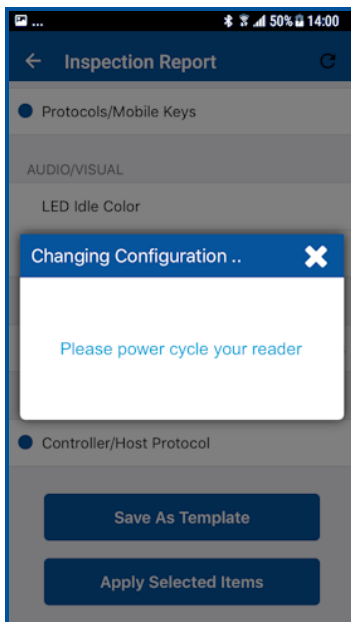 ... 50% 14:00
Inspection Report
Protocols/Mobile Keys
AUDIO/VISUAL
LED Idle Color
Changing Configuration ..
Please power cycle your reader
Controller/Host Protocol
Save As Template
Apply Selected Items